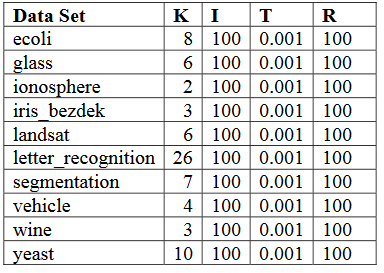 Data Set K I T R
ecoli 8 100 0.001 100
glass 6 100 0.001 100
ionosphere 2 100 0.001 100
iris_bezdek 3 100 0.001 100
landsat 6 100 0.001 100
letter_recognition 26 100 0.001 100
segmentation 7 100 0.001 100
vehicle 4 100 0.001 100
wine 3 100 0.001 100
yeast 10 100 0.001 100